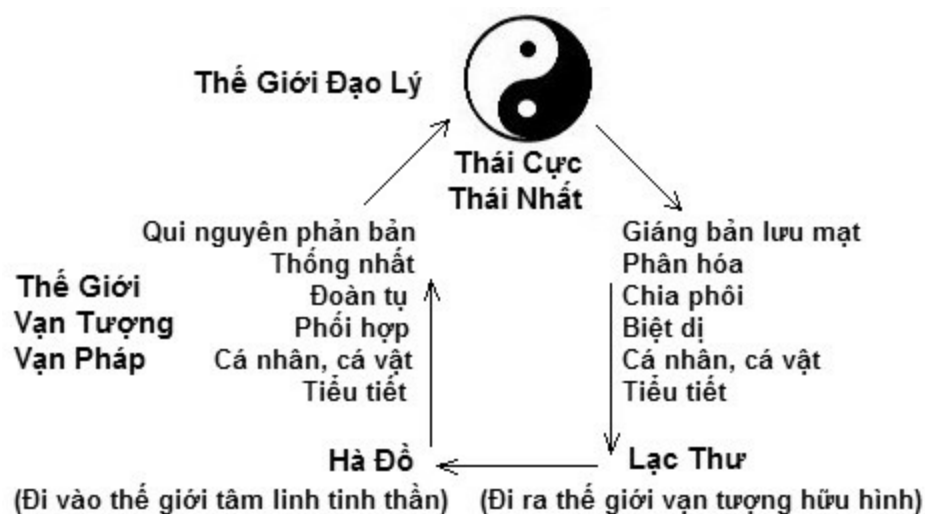 Thế Giới Đạo Lý
Thái Cực
Thái Nhất
Qui nguyên phản bản
Thống nhất
Đoàn tụ
Phối hợp
Cá nhân, cá vật
Tiểu tiết
Thế Giới
Vạn Tượng
Vạn Pháp
Giáng bản lưu mạt
Phân hóa
Chia phôi
Biệt dị
Cá nhân, cá vật
Tiểu tiết
Hà Đồ
(Đi vào thế giới tâm linh tinh thần)
Lạc Thư
(Đi ra thế giới vạn tượng hữu hình)